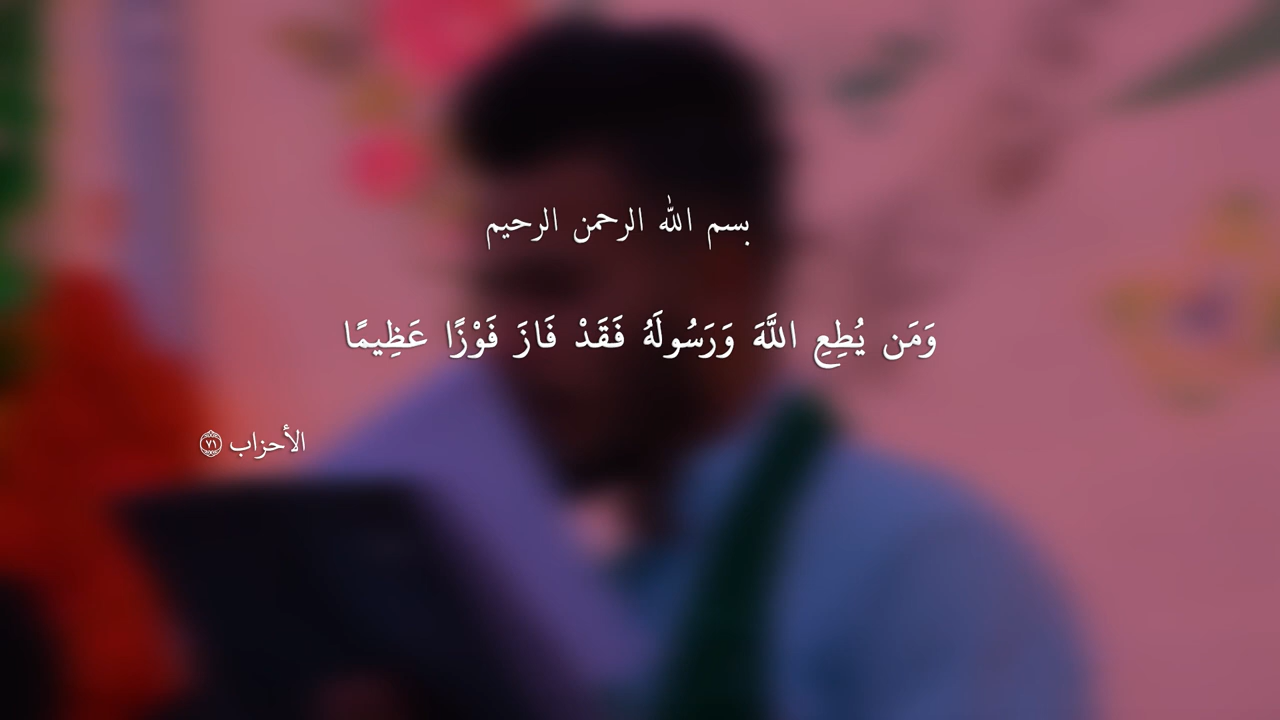 بسم الله الرحمن الرحيم
وَمَن يُطِعِ اللَّهَ وَرَسُولَهُ فَقَدْ فَازَ فَوْزًا عَظِيمًا
الأحزاب ٧١